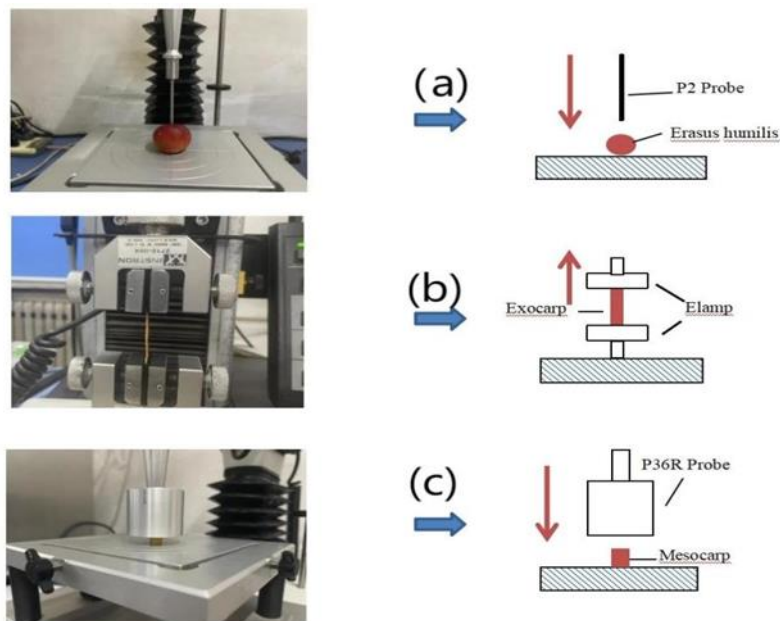 (a)
P2 Probe
Erasus humilis
INSTRON
(b)
Exocarp
Elamp
(c)
P36R Probe
Mesocarp